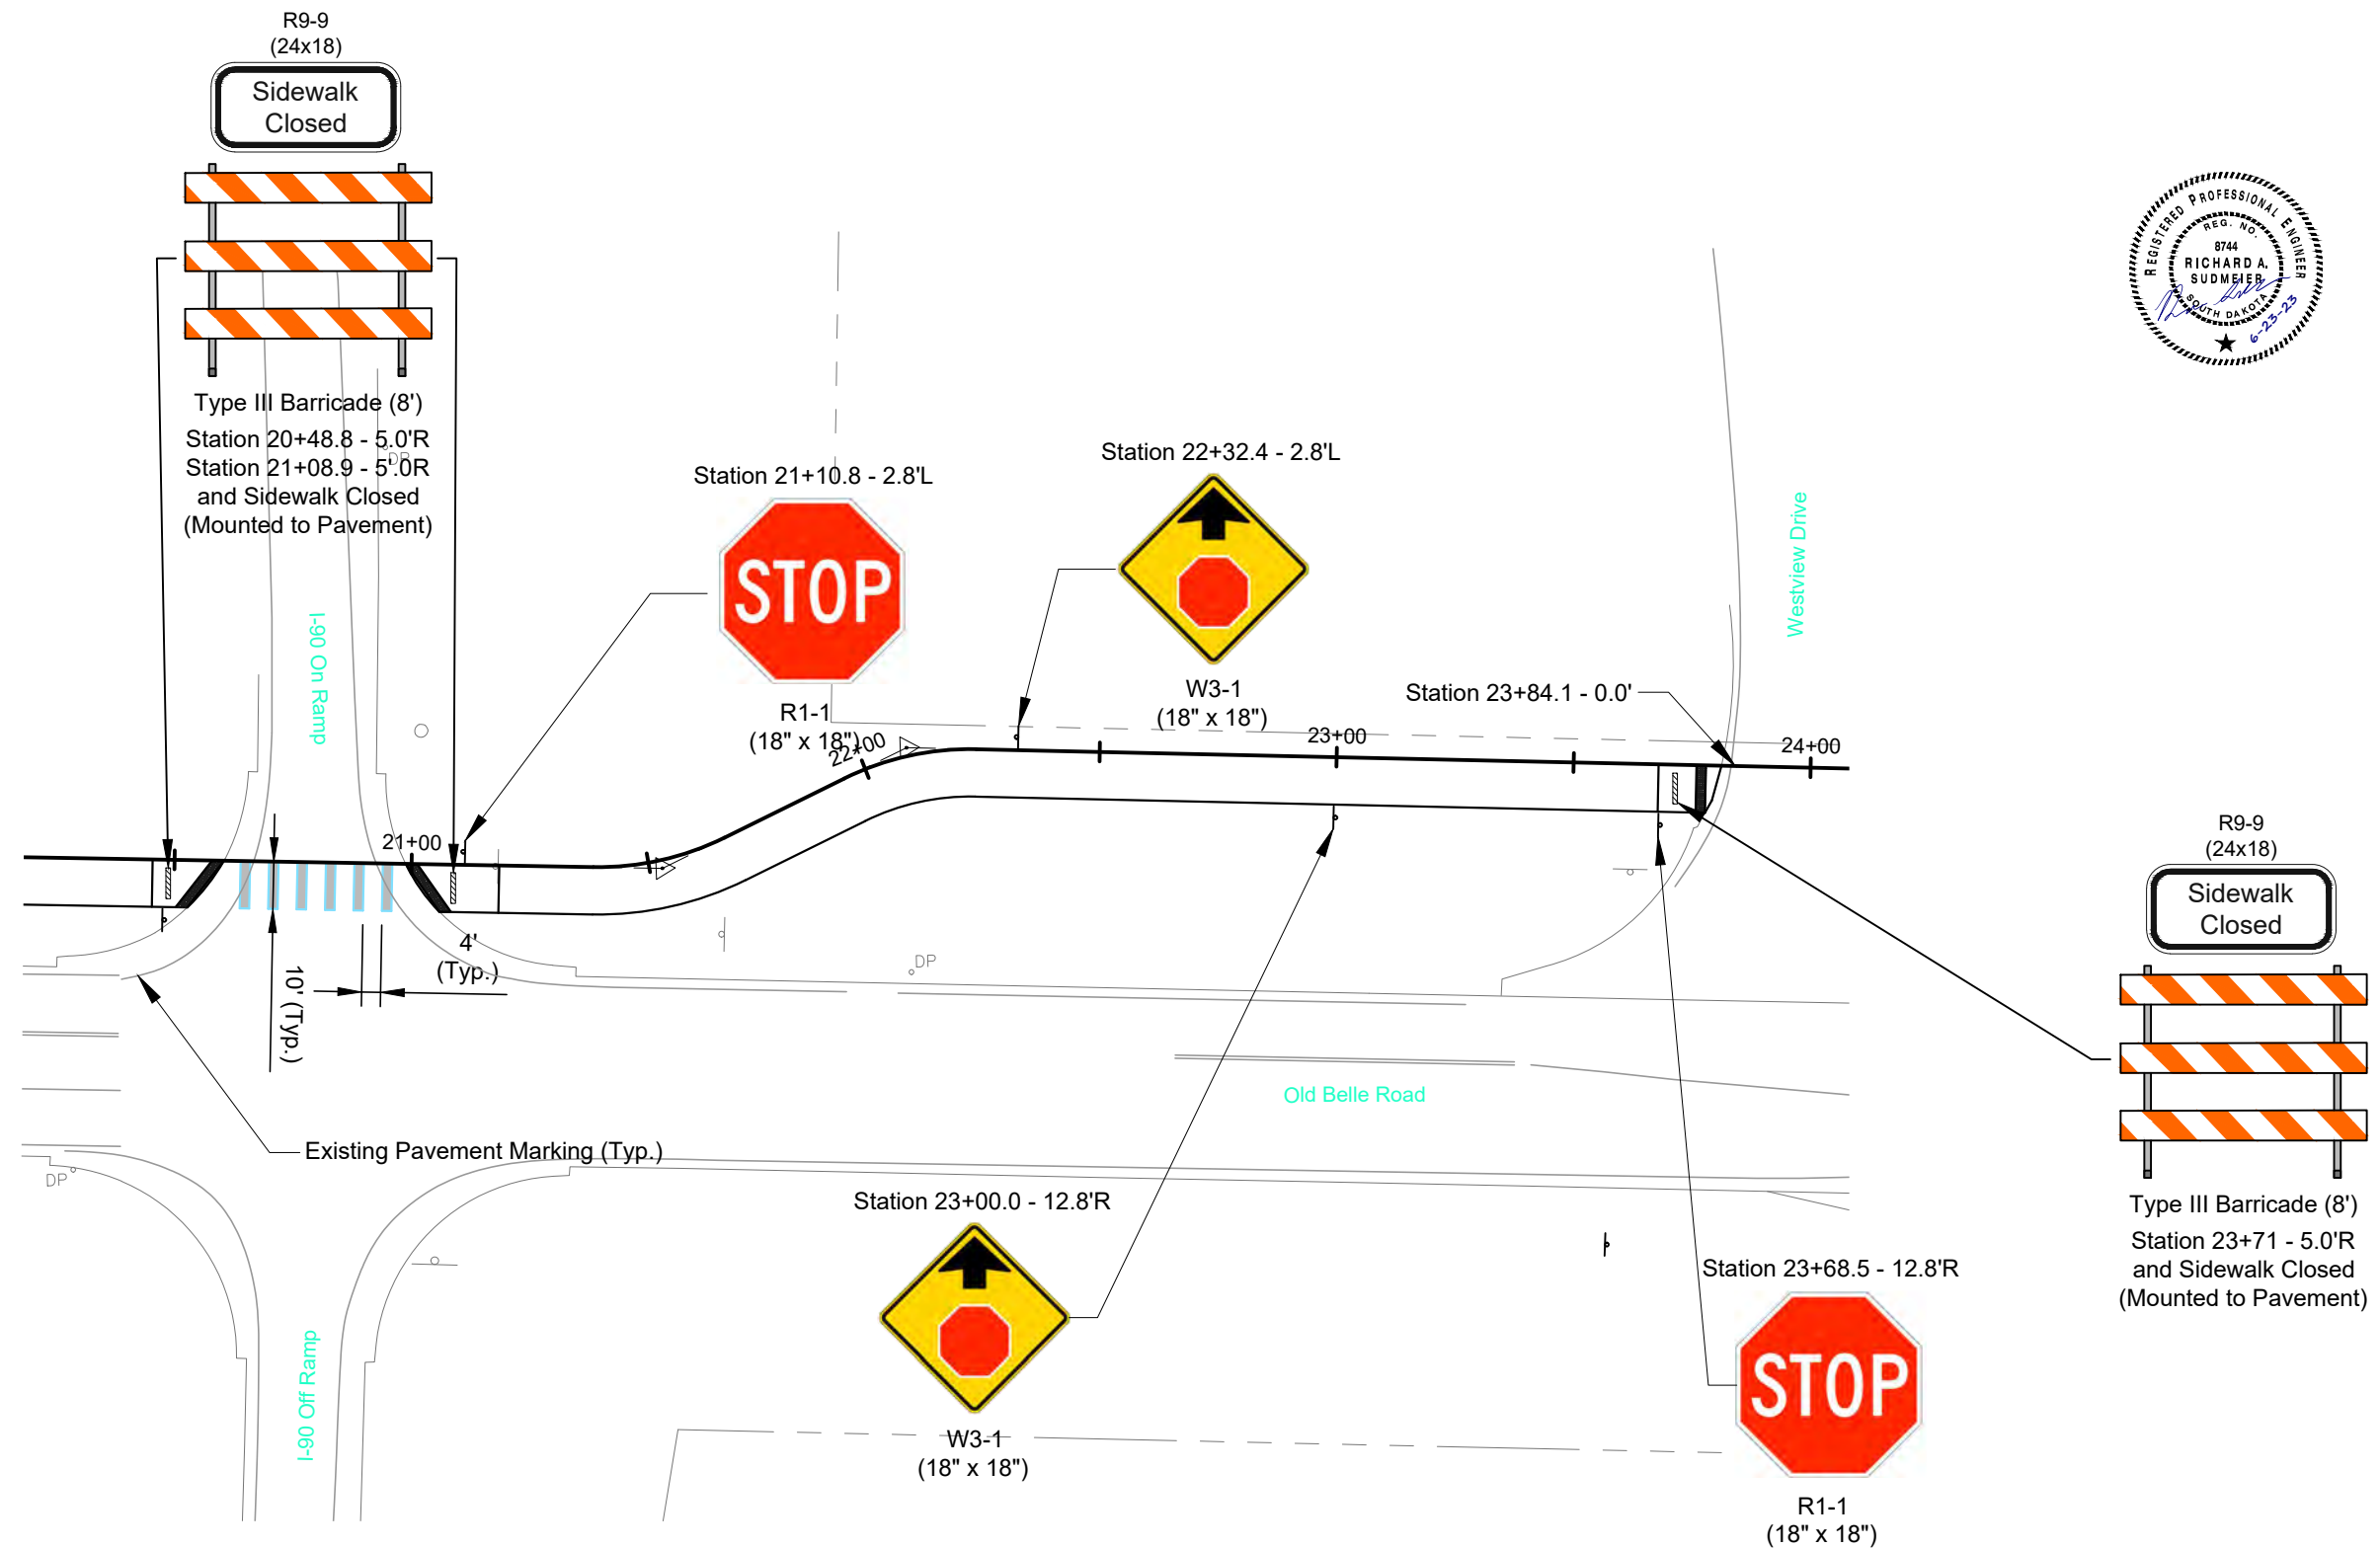 R9-9
(24x18)
Sidewalk
Closed
Type III Barricade (8')
Station 20+48.8 - 5.0'R
Station 21+08.9 - 5'.0R
and Sidewalk Closed
(Mounted to Pavement)
DP
REGISTERED PROFESSIONAL ENGINEER
REG. NO.
8744
RICHARD A.
SUDMEIER
SOUTH DAKOTA
6-23-23
Station 21+10.8 - 2.8'L
STOP
R1-1
(18" x 18")
Station 22+32.4 - 2.8'L
W3-1
(18" x 18")
Westview Drive
I-90 On Ramp
Station 23+84.1 - 0.0'
21+00
22+00
23+00
24+00
4'
(Typ.)
10' (Typ.)
DP
Old Belle Road
Existing Pavement Marking (Typ.)
DP
I-90 Off Ramp
Station 23+00.0 - 12.8'R
W3-1
(18" x 18")
Station 23+68.5 - 12.8'R
STOP
R1-1
(18" x 18")
R9-9
(24x18)
Sidewalk
Closed
Type III Barricade (8')
Station 23+71 - 5.0'R
and Sidewalk Closed
(Mounted to Pavement)